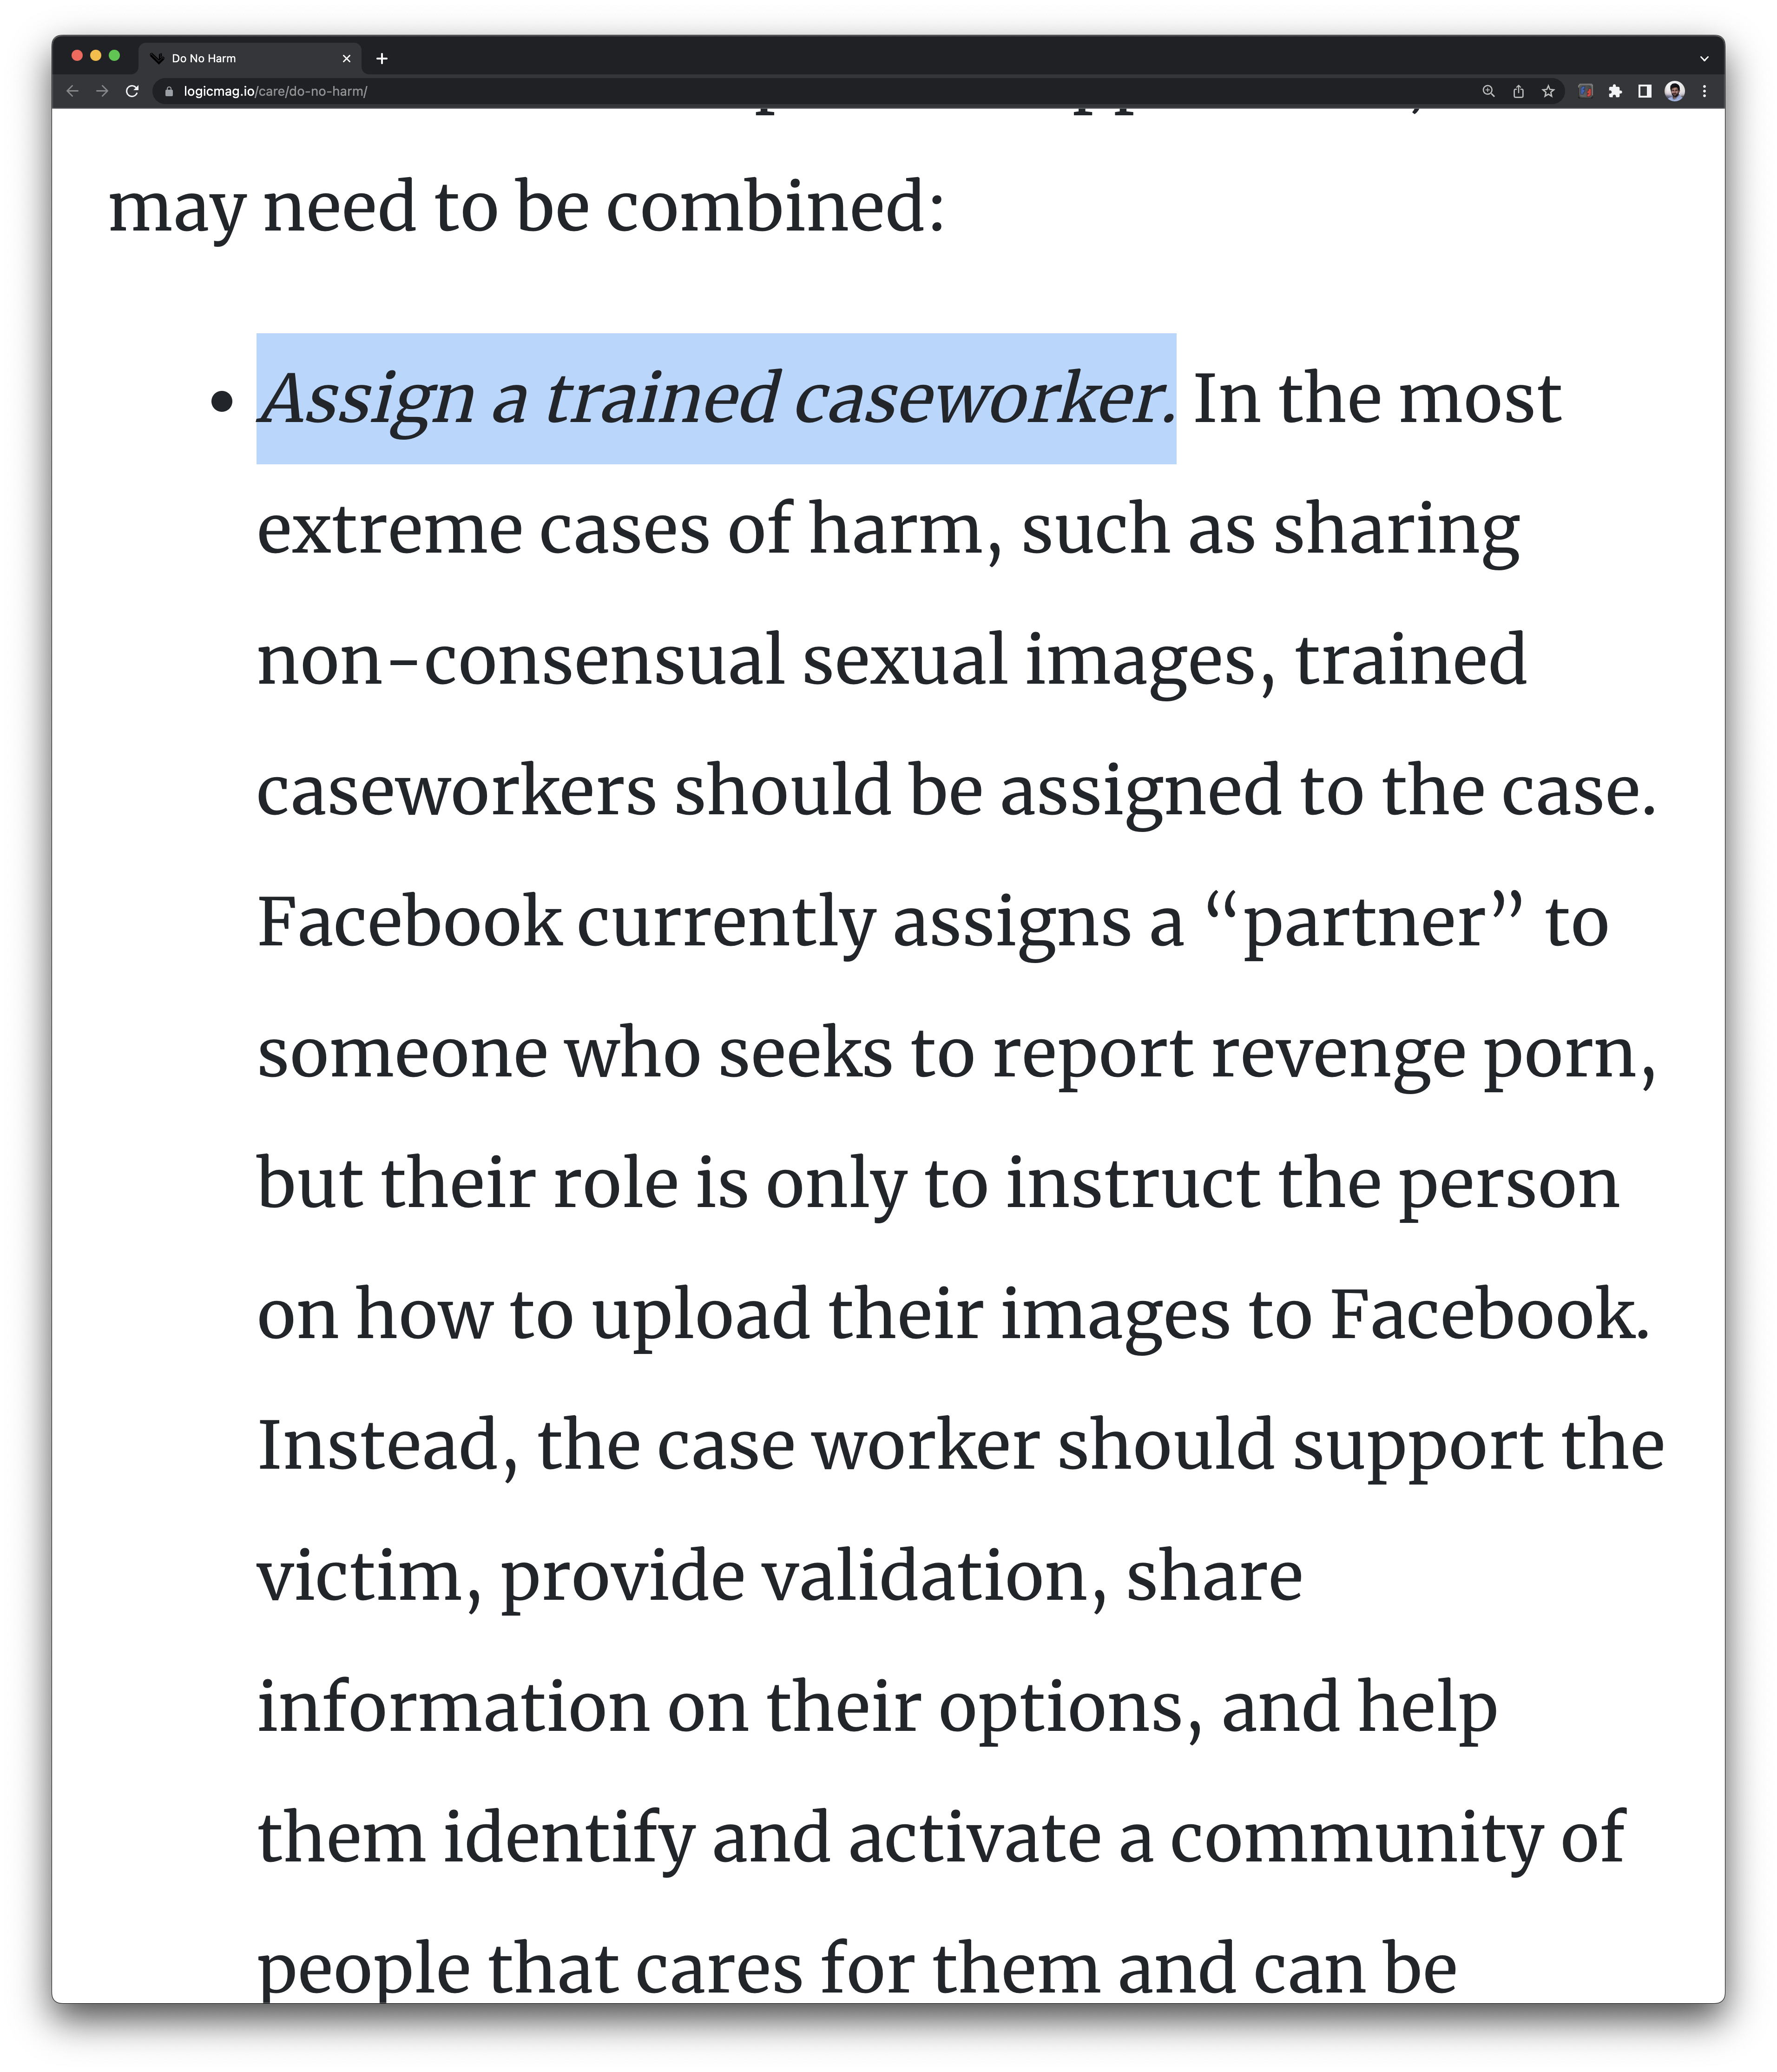 Do No Harm
logicmag.io/care/do-no-harm/
may need to be combined:
• Assign a trained caseworker. In the most
extreme cases of harm, such as sharing
non-consensual sexual images, trained
caseworkers should be assigned to the case.
Facebook currently assigns a “partner” to
someone who seeks to report revenge porn,
but their role is only to instruct the person
on how to upload their images to Facebook.
Instead, the case worker should support the
victim, provide validation, share
information on their options, and help
them identify and activate a community of
people that cares for them and can be